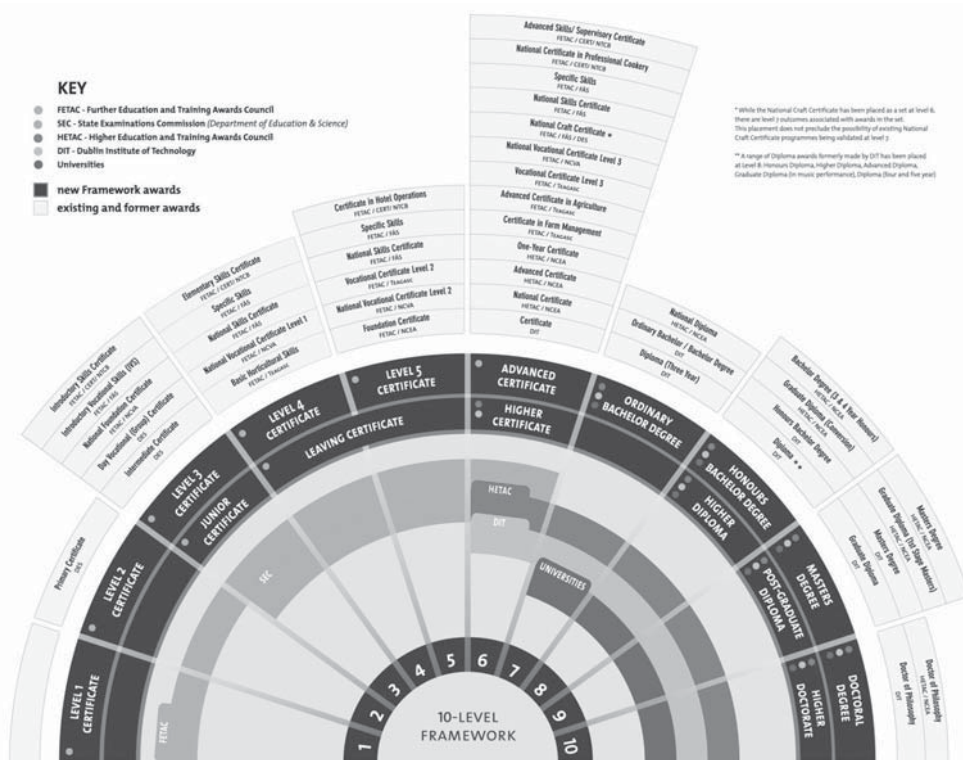 KEY
FETAC - Further Education and Training Awards Council
SEC - State Examinations Commission (Department of Education & Science)
HETAC - Higher Education and Training Awards Council
DIT - Dublin Institute of Technology
Universities
new Framework awards
existing and former awards
* While the National Craft Certificate has been placed as a set at level 6,
there are level 7 outcomes associated with awards in the set.
This placement does not preclude the possibility of existing National
Craft Certificate programmes being validated at level 7
** A range of Diploma awards formerly made by DIT has been placed
at Level 8: Honours Diploma, Higher Diploma, Advanced Diploma,
Graduate Diploma (in music performance), Diploma (four and five year)
Primary Certificate
DES
Introductory Skills Certificate
FETAC / CERT/ NTCB
Introductory Vocational Skills (IVS)
FETAC / FÁS
National Foundation Certificate
FETAC / NCVA
Day Vocational (Group) Certificate
DES
Intermediate Certificate
DES
Elementary Skills Certificate
FETAC / CERT/ NTCB
Specific Skills
FETAC / FÁS
National Skills Certificate
FETAC / FÁS
National Vocational Certificate Level 1
FETAC / NCVA
Basic Horticultural Skills
FETAC / TEAGASC
Certificate in Hotel Operations
FETAC / CERT/ NTCB
Specific Skills
FETAC / FÁS
National Skills Certificate
FETAC / FÁS
Vocational Certificate Level 2
FETAC / TEAGASC
National Vocational Certificate Level 2
FETAC / NCVA
Foundation Certificate
FETAC / NCEA
Advanced Skills/ Supervisory Certificate
FETAC / CERT/ NTCB
National Certificate in Professional Cookery
FETAC / CERT/ NTCB
Specific Skills
FETAC / FÁS
National Skills Certificate
FETAC / FÁS
National Craft Certificate *
FETAC / FÁS / DES
National Vocational Certificate Level 3
FETAC / NCVA
Vocational Certificate Level 3
FETAC / TEAGASC
Advanced Certificate in Agriculture
FETAC / TEAGASC
Certificate in Farm Management
FETAC / TEAGASC
One-Year Certificate
HETAC / NCEA
Advanced Certificate
HETAC / NCEA
National Certificate
HETAC / NCEA
Certificate
DIT
National Diploma
HETAC / NCEA
Ordinary Bachelor / Bachelor Degree
DIT
Diploma (Three Year)
DIT
Bachelor Degree (3 & 4 Year Honours)
HETAC / NCEA
Graduate Diploma (Conversion)
HETAC / NCEA
Honours Bachelor Degree
DIT
Diploma **
DIT
Masters Degree
HETAC / NCEA
Graduate Diploma (1st Stage Masters)
HETAC / NCEA
Masters Degree
DIT
Graduate Diploma
DIT
Doctor of Philosophy
HETAC / NCEA
Doctor of Philosophy
DIT
LEVEL 1
CERTIFICATE
LEVEL 2
CERTIFICATE
LEVEL 3
CERTIFICATE
JUNIOR
CERTIFICATE
LEVEL 4
CERTIFICATE
LEVEL 5
CERTIFICATE
LEAVING CERTIFICATE
ADVANCED
CERTIFICATE
HIGHER
CERTIFICATE
ORDINARY
BACHELOR DEGREE
HONOURS
BACHELOR DEGREE
HIGHER
DIPLOMA
MASTERS
DEGREE
POST-GRADUATE
DIPLOMA
DOCTORAL
DEGREE
HIGHER
DOCTORATE
FETAC
SEC
HETAC
DIT
UNIVERSITIES
1
2
3
4
5
6
7
8
9
10
10-LEVEL
FRAMEWORK